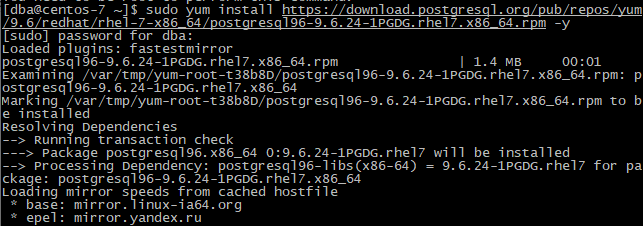 [dba@centos-7 ~]$ sudo yum install https://download.postgresql.org/pub/repos/yum
/9.6/redhat/rhel-7-x86_64/postgresql96-9.6.24-1PGDG.rhel7.x86_64.rpm -y
[sudo] password for dba:
Loaded plugins: fastestmirror
postgresql96-9.6.24-1PGDG.rhel7.x86_64.rpm | 1.4 MB 00:01
Examining /var/tmp/yum-root-t38b8D/postgresql96-9.6.24-1PGDG.rhel7.x86_64.rpm: p
ostgresql96-9.6.24-1PGDG.rhel7.x86_64
Marking /var/tmp/yum-root-t38b8D/postgresql96-9.6.24-1PGDG.rhel7.x86_64.rpm to b
e installed
Resolving Dependencies
--> Running transaction check
---> Package postgresql96.x86_64 0:9.6.24-1PGDG.rhel7 will be installed
--> Processing Dependency: postgresql96-libs(x86-64) = 9.6.24-1PGDG.rhel7 for pa
ckage: postgresql96-9.6.24-1PGDG.rhel7.x86_64
Loading mirror speeds from cached hostfile
* base: mirror.linux-ia64.org
* epel: mirror.yandex.ru